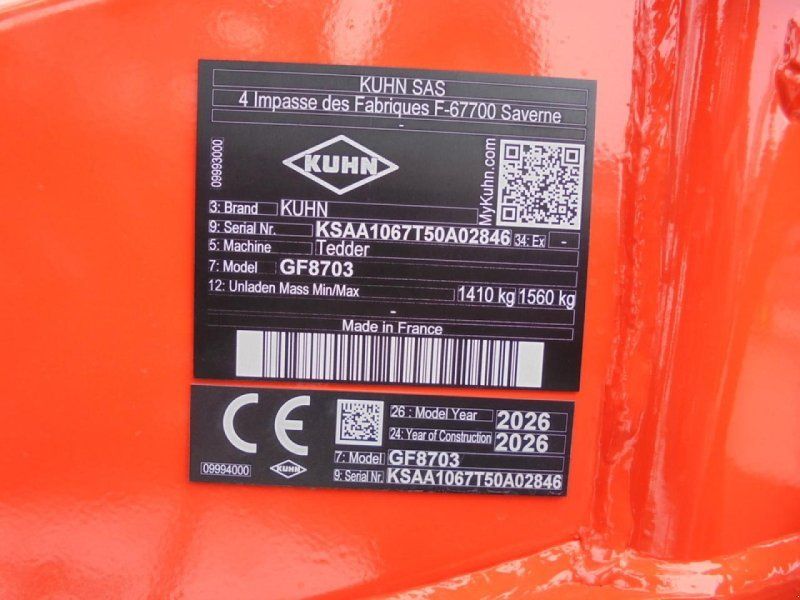 KUHN SAS
4 Impasse des Fabriques F-67700 Saverne
-
09993000
KUHN
MyKuhn.com
3: Brand KUHN
9: Serial Nr. KSAA1067T50A02846 34: Ex -
5: Machine Tedder
7: Model GF8703
12: Unladen Mass Min/Max 1410 kg 1560 kg
-
Made in France
CE
26 : Model Year 2026
24: Year of Construction 2026
7: Model GF8703
09994000 KUHN 9: Serial Nr. KSAA1067T50A02846